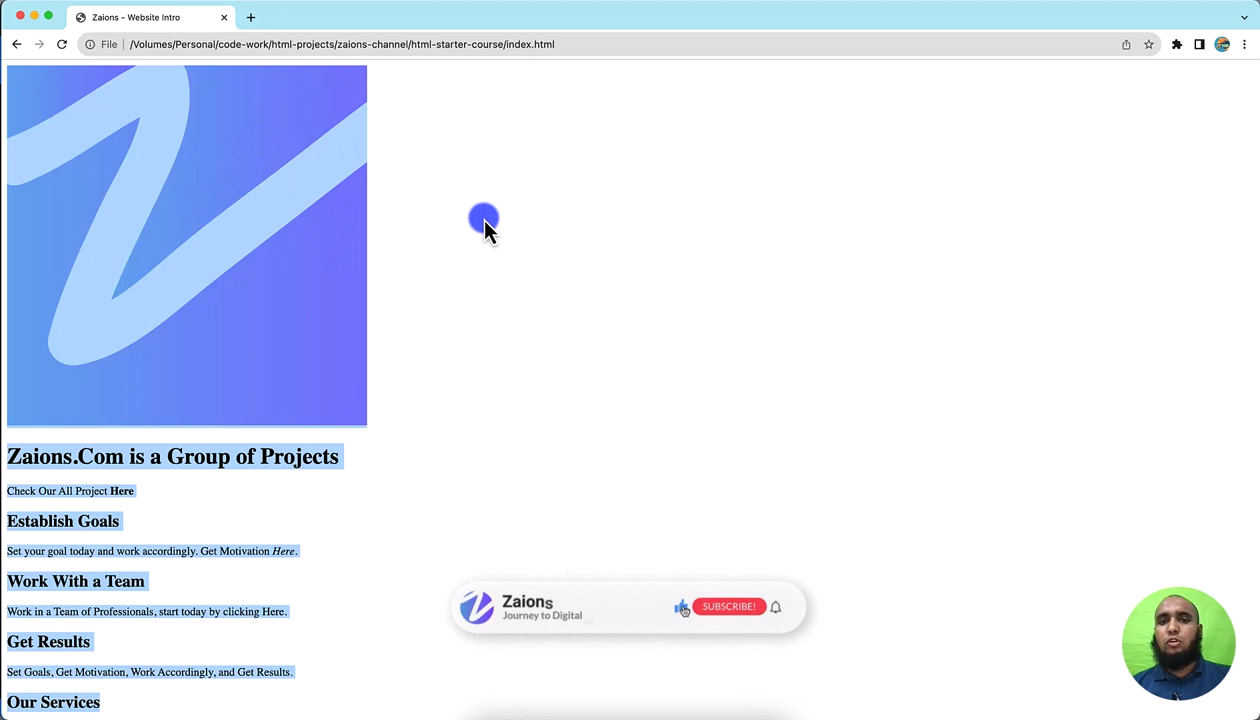 Zaions - Website Intro
File /Volumes/Personal/code-work/html-projects/zaions-channel/html-starter-course/index.html
Zaions.Com is a Group of Projects
Check Our All Project Here
Establish Goals
Set your goal today and work accordingly. Get Motivation Here.
Work With a Team
Work in a Team of Professionals, start today by clicking Here.
Get Results
Set Goals, Get Motivation, Work Accordingly, and Get Results.
Our Services
Zaions
Journey to Digital
SUBSCRIBE!